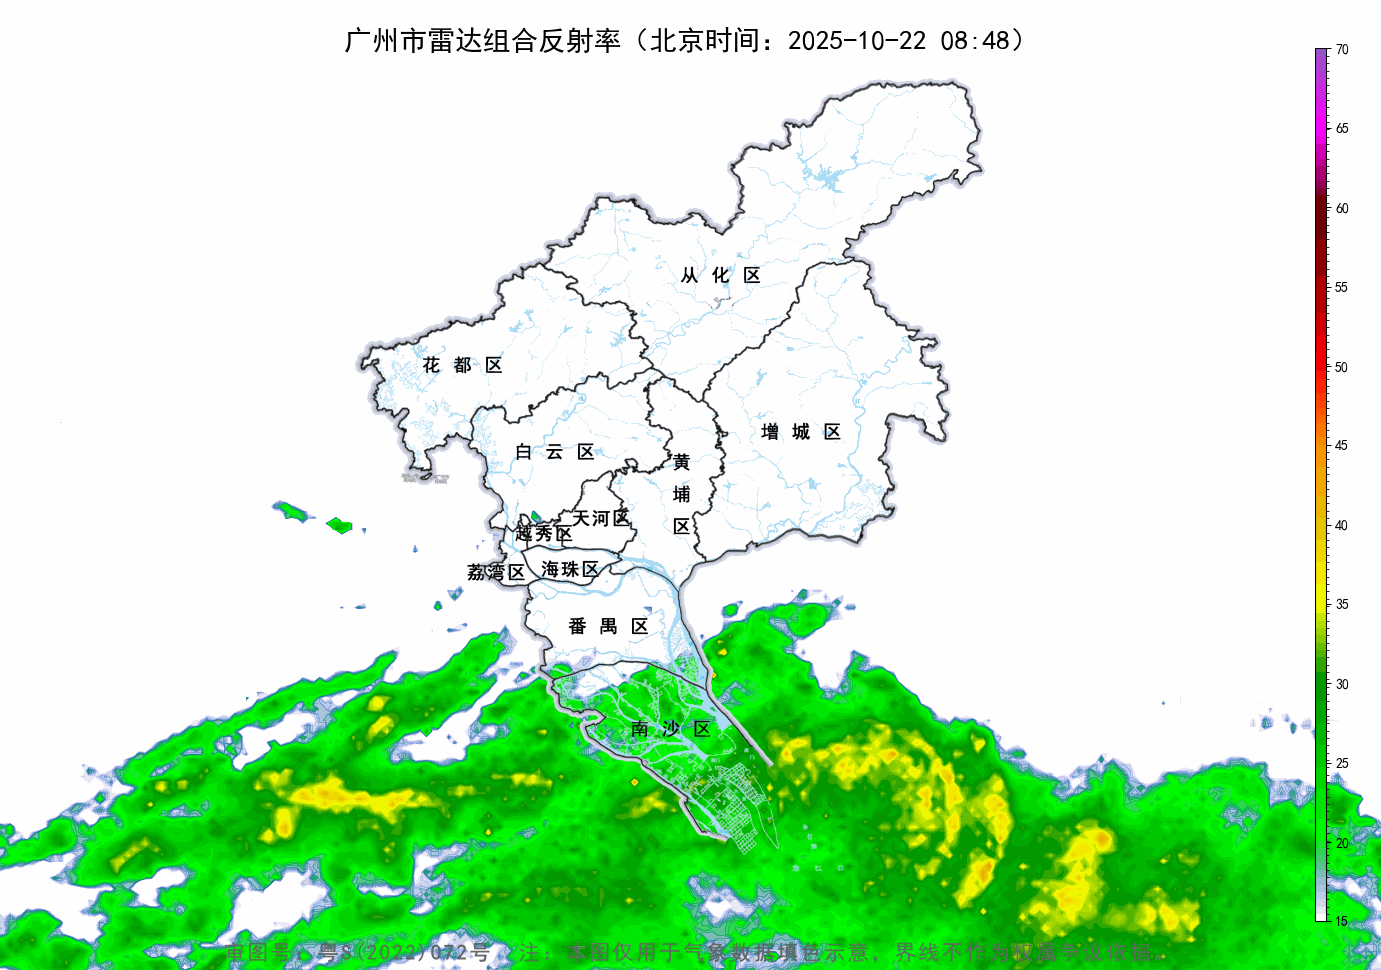 广州市雷达组合反射率（北京时间：2025-10-22 08:48）
70
65
60
55
50
45
40
35
30
25
20
15
从化区
花都区
增城区
白云区
黄埔区
天河区
越秀区
荔湾区
海珠区
番禺区
南沙区
审图号：粤S(2022)072号 注：本图仅用于气象数据填色示意，界线不作为权属争议依据。